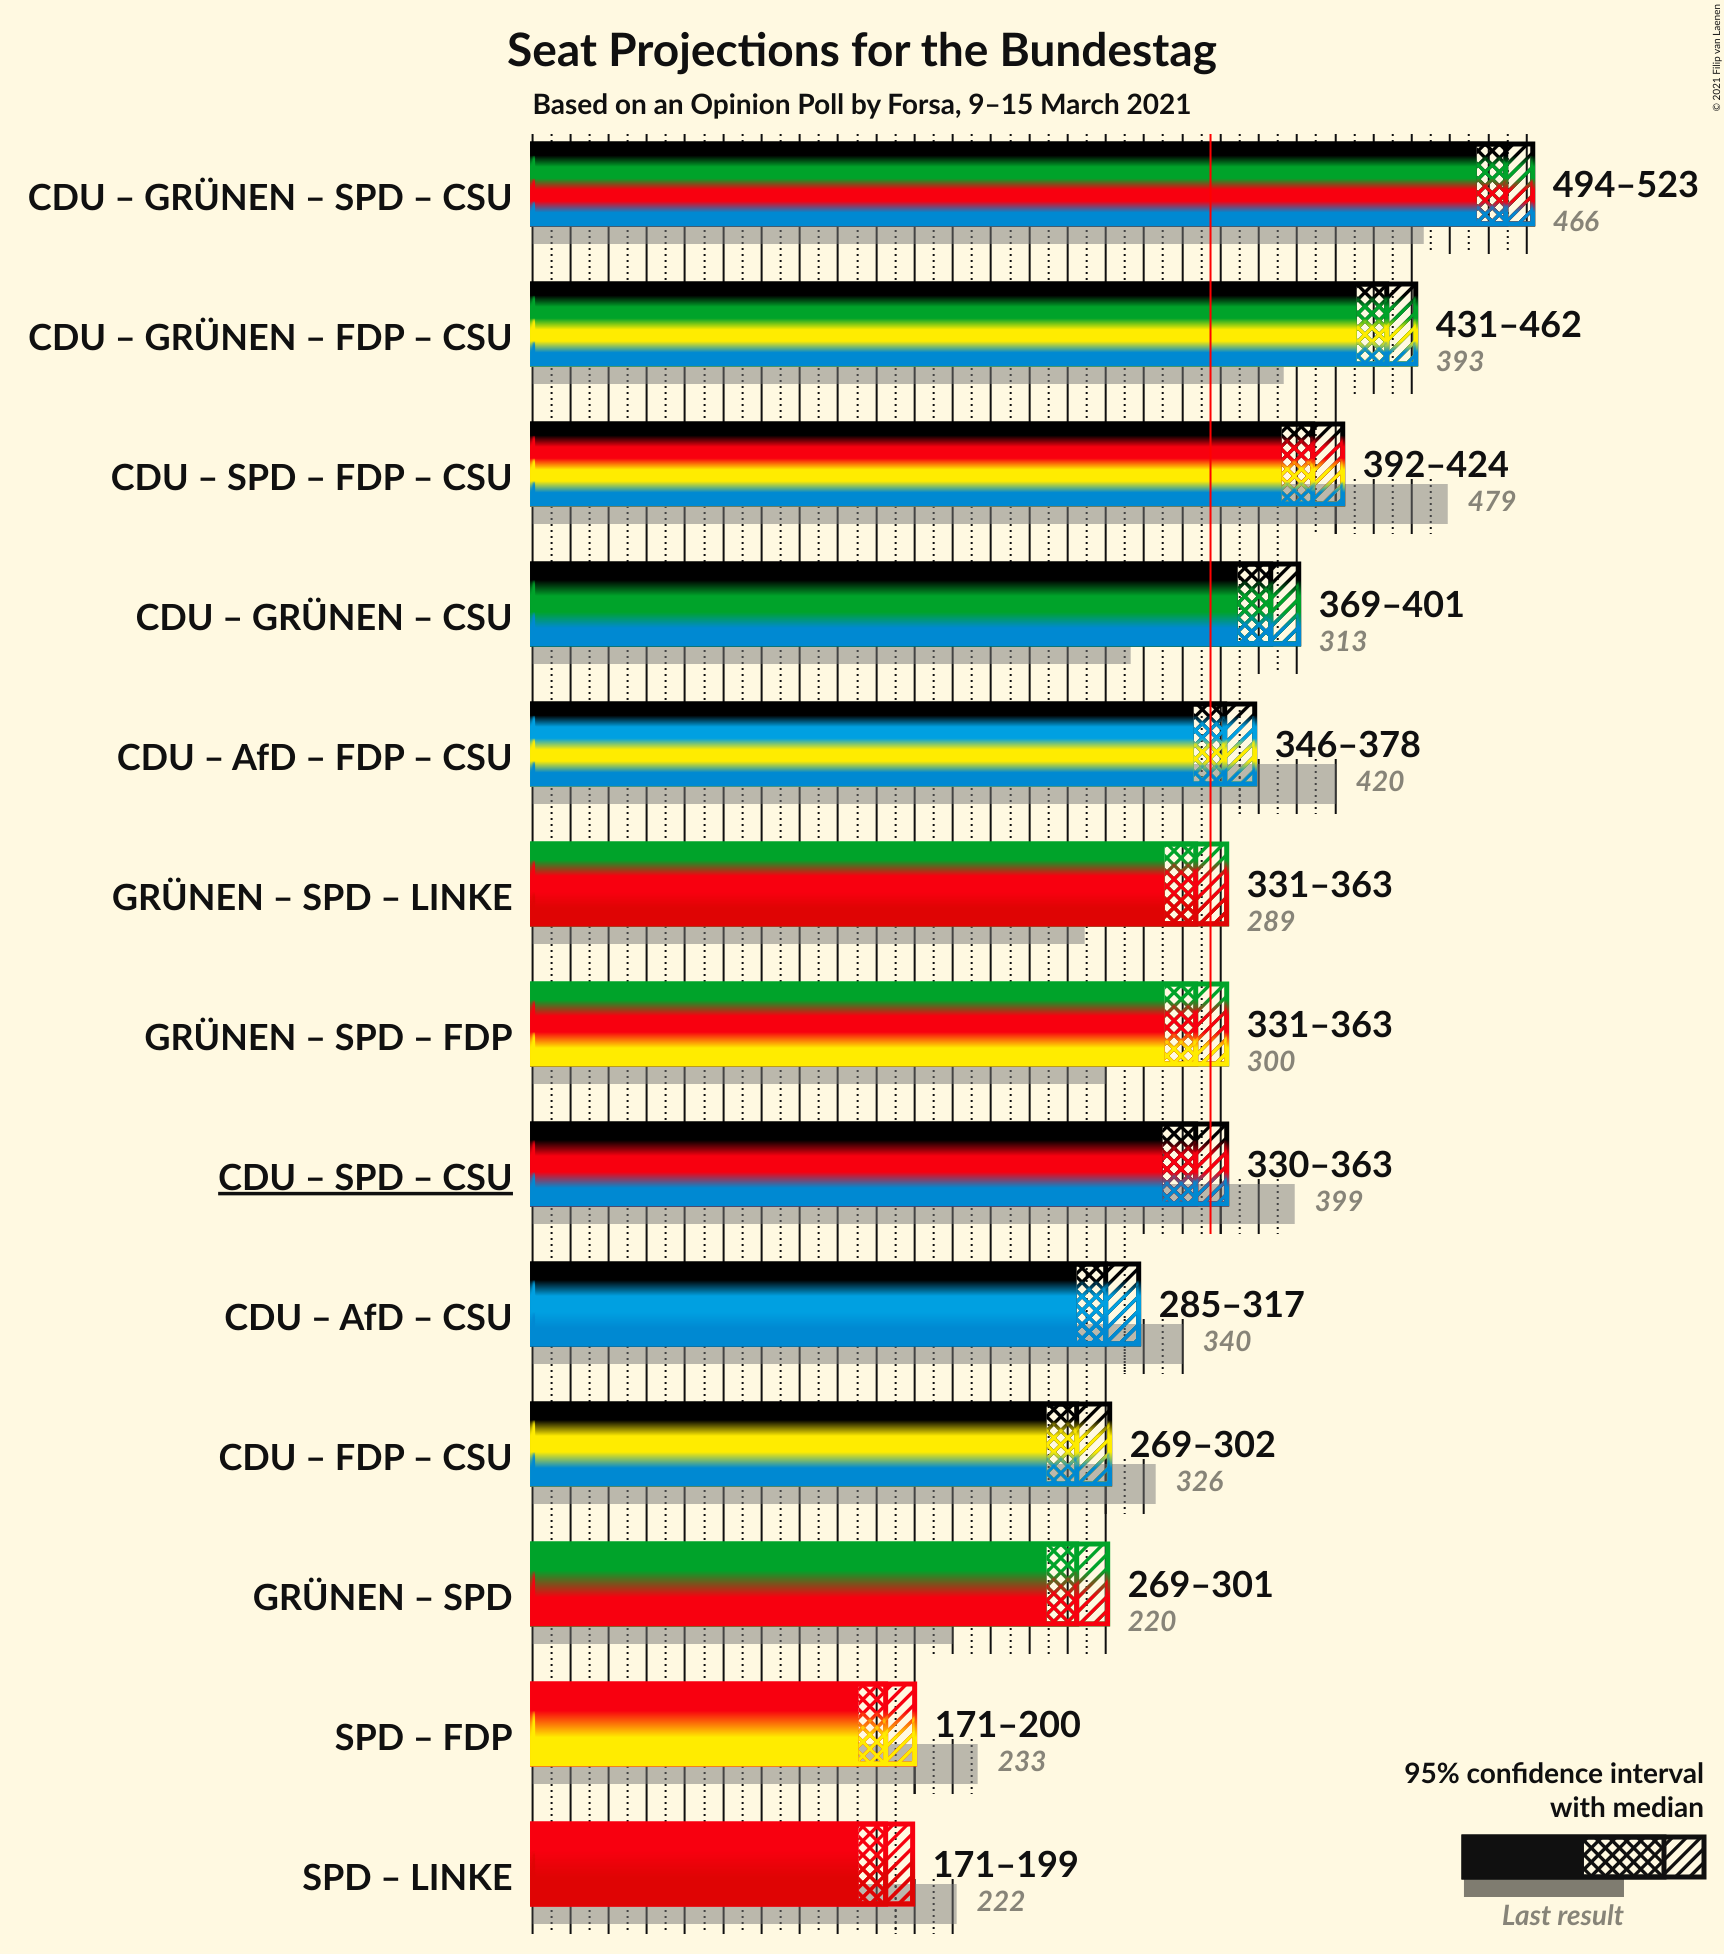 © 2021 Filip van Laenen
Seat Projections for the Bundestag
Based on an Opinion Poll by Forsa, 9–15 March 2021
CDU – GRÜNEN – SPD – CSU
494–523
466
CDU – GRÜNEN – FDP – CSU
431–462
393
CDU – SPD – FDP – CSU
392–424
479
CDU – GRÜNEN – CSU
369–401
313
CDU – AfD – FDP – CSU
346–378
420
GRÜNEN – SPD – LINKE
331–363
289
GRÜNEN – SPD – FDP
331–363
300
CDU – SPD – CSU
330–363
399
CDU – AfD – CSU
285–317
340
CDU – FDP – CSU
269–302
326
GRÜNEN – SPD
269–301
220
SPD – FDP
171–200
233
SPD – LINKE
171–199
222
95% confidence interval
with median
Last result